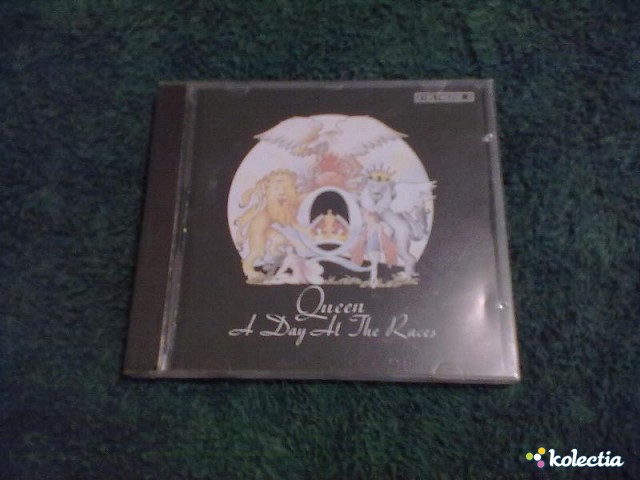 Q
Queen
A Day At The Races
kolectia